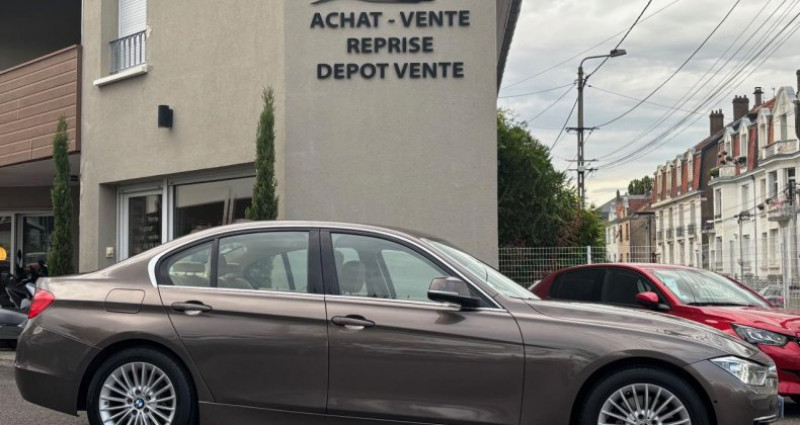 ACHAT - VENTE
REPRISE
DEPOT VENTE